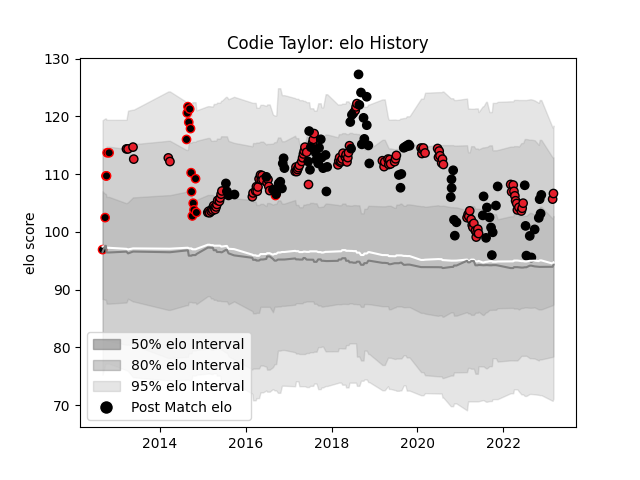 Codie Taylor: elo History
elo score
130
120
110
100
90
80
70
50% elo Interval
80% elo Interval
95% elo Interval
Post Match elo
2014 2016 2018 2020 2022